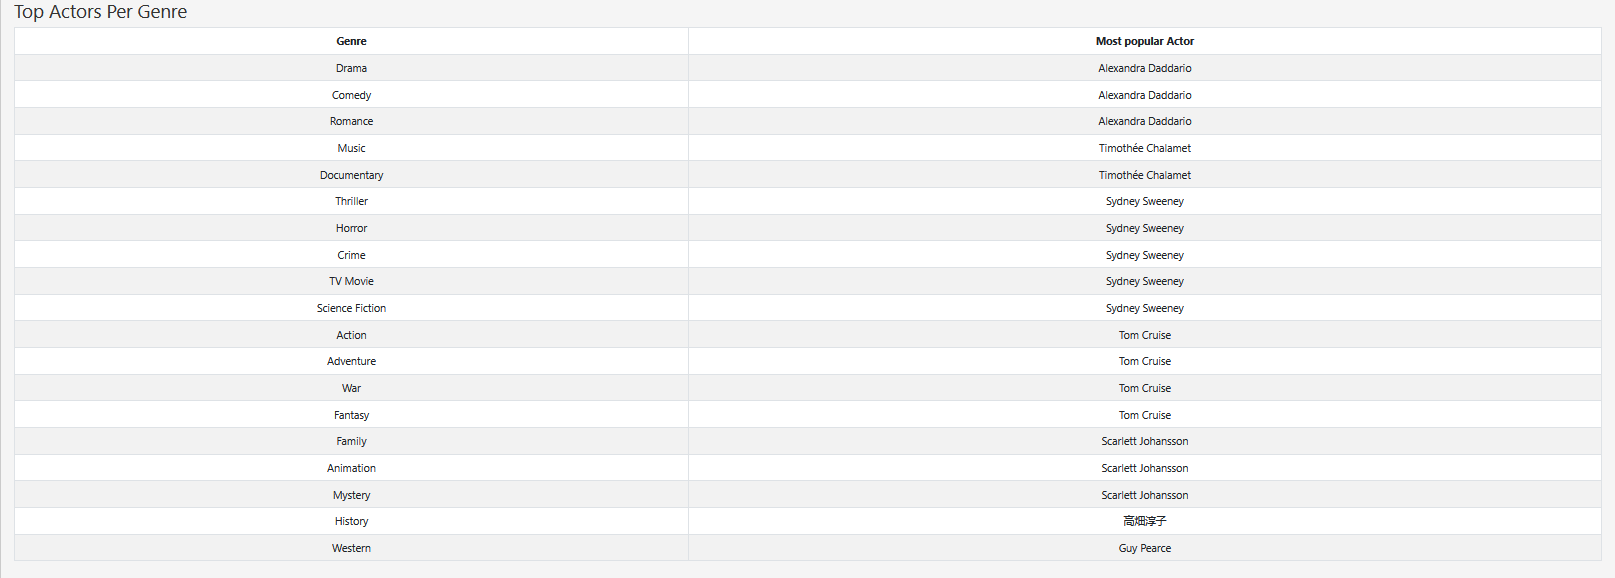 Top Actors Per Genre
Genre Most popular Actor
Drama Alexandra Daddario
Comedy Alexandra Daddario
Romance Alexandra Daddario
Music Timothée Chalamet
Documentary Timothée Chalamet
Thriller Sydney Sweeney
Horror Sydney Sweeney
Crime Sydney Sweeney
TV Movie Sydney Sweeney
Science Fiction Sydney Sweeney
Action Tom Cruise
Adventure Tom Cruise
War Tom Cruise
Fantasy Tom Cruise
Family Scarlett Johansson
Animation Scarlett Johansson
Mystery Scarlett Johansson
History 高畑淳子
Western Guy Pearce